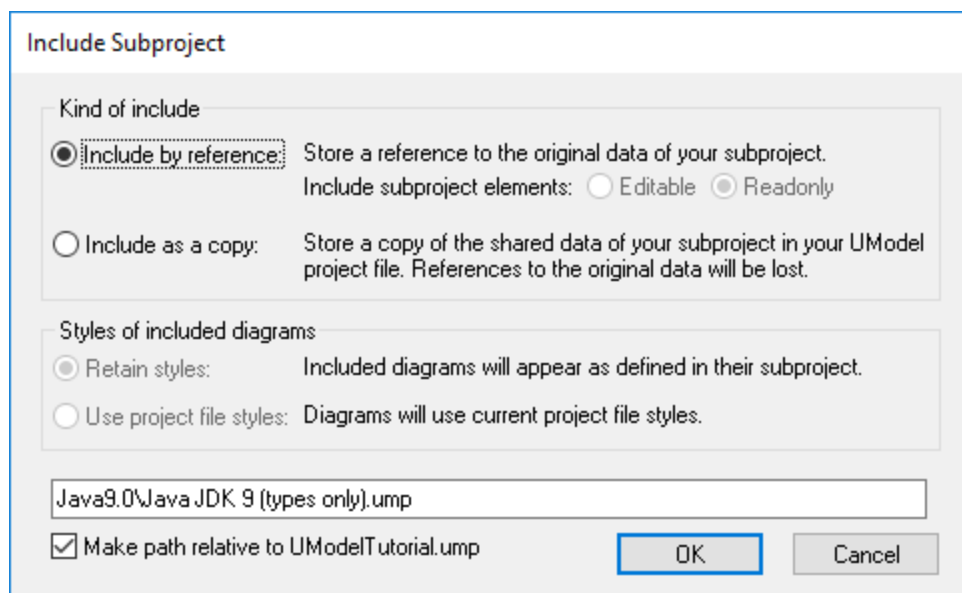 Include Subproject
Kind of include
Include by reference: Store a reference to the original data of your subproject.
Include subproject elements: Editable Readonly
Include as a copy: Store a copy of the shared data of your subproject in your UModel
project file. References to the original data will be lost.
Styles of included diagrams
Retain styles: Included diagrams will appear as defined in their subproject.
Use project file styles: Diagrams will use current project file styles.
Java9.0\Java JDK 9 (types only).ump
Make path relative to UModelTutorial.ump
OK Cancel